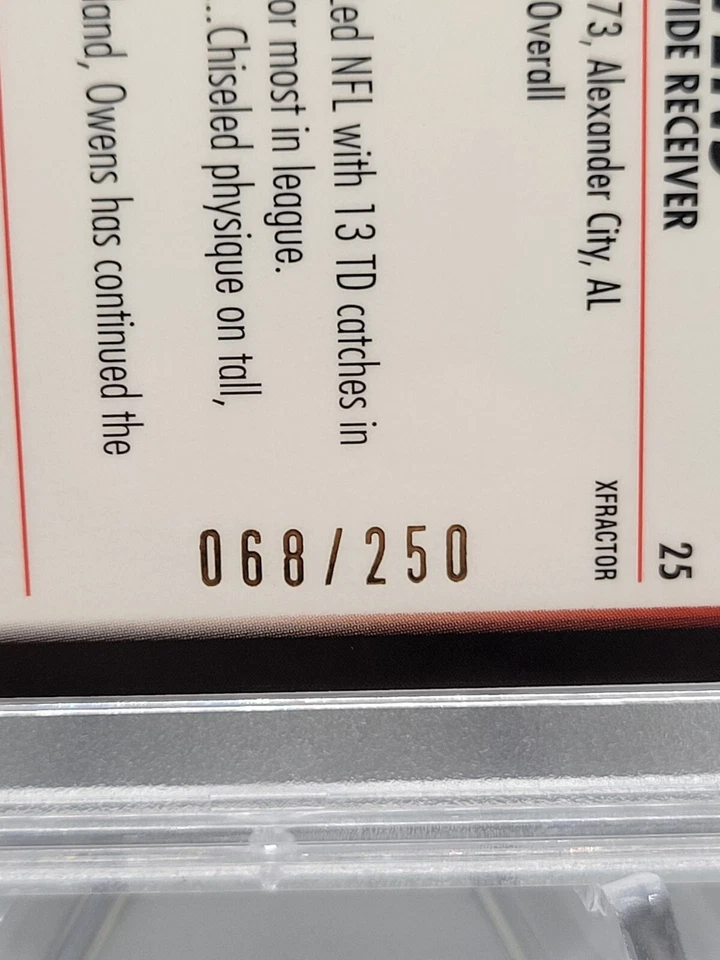 25
WIDE RECEIVER
XFRACTOR
73, Alexander City, AL
Overall
Led NFL with 13 TD catches in
or most in league.
...Chiseled physique on tall,
land, Owens has continued the
068/250